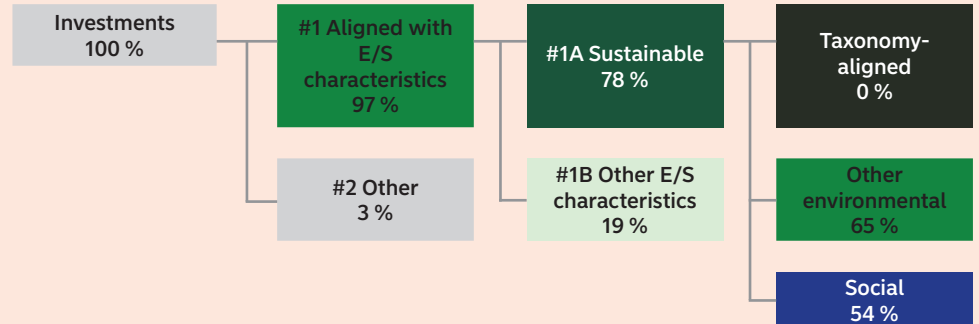 Investments
100 %
#1 Aligned with
E/S
characteristics
97 %
#2 Other
3 %
#1A Sustainable
78 %
#1B Other E/S
characteristics
19 %
Taxonomy-
aligned
0 %
Other
environmental
65 %
Social
54 %